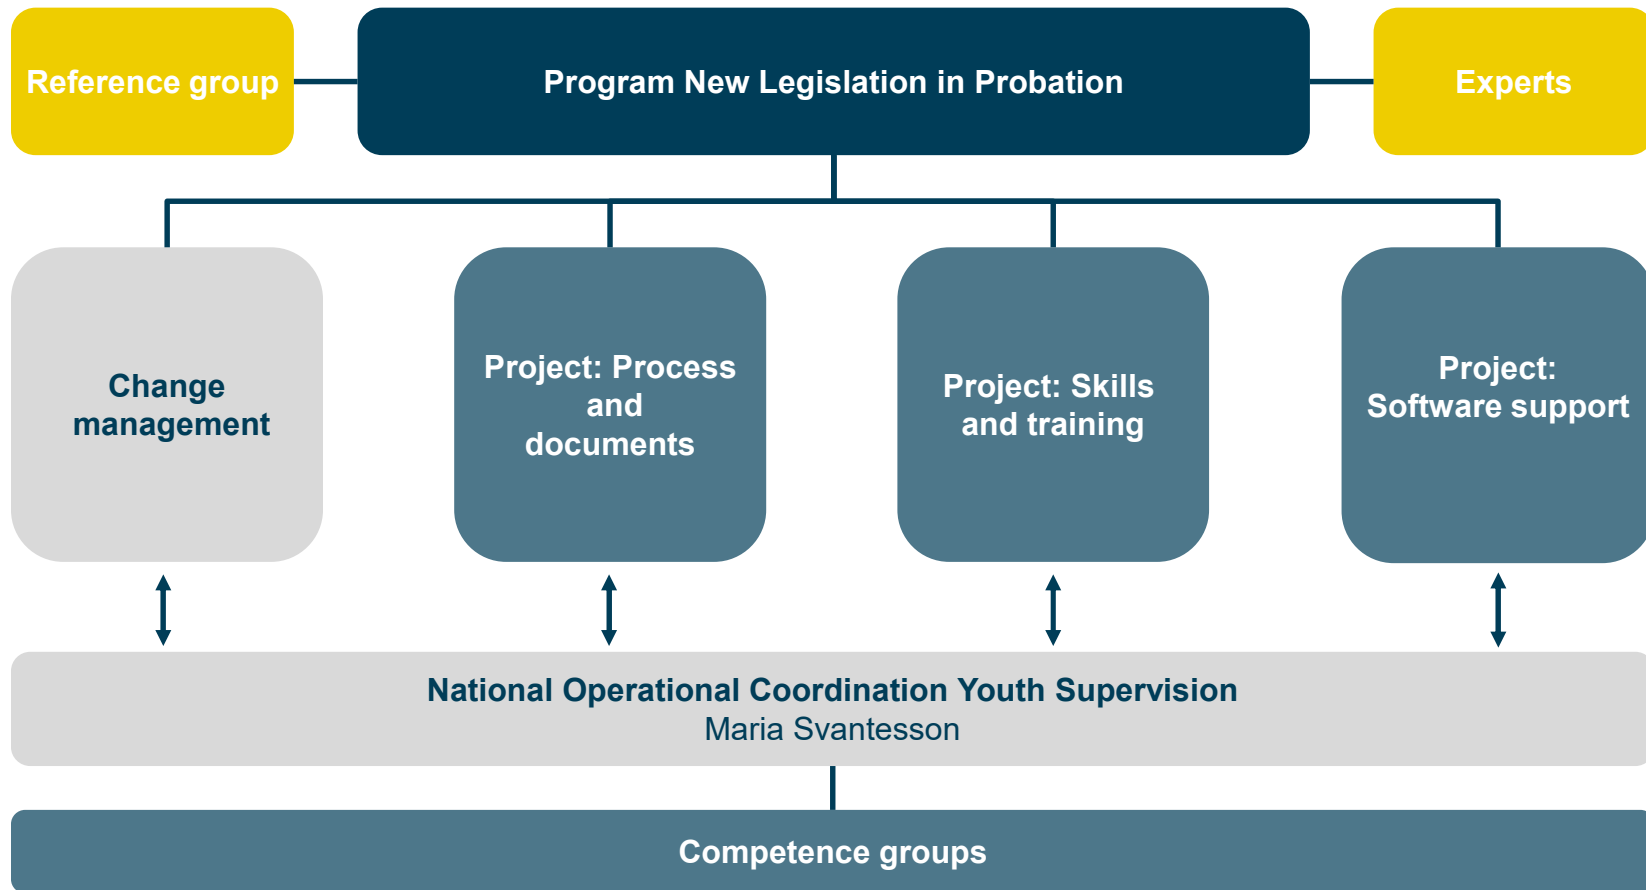 Reference group
Program New Legislation in Probation
Experts
Change
management
Project: Process
and
documents
Project: Skills
and training
Project:
Software support
National Operational Coordination Youth Supervision
Maria Svantesson
Competence groups